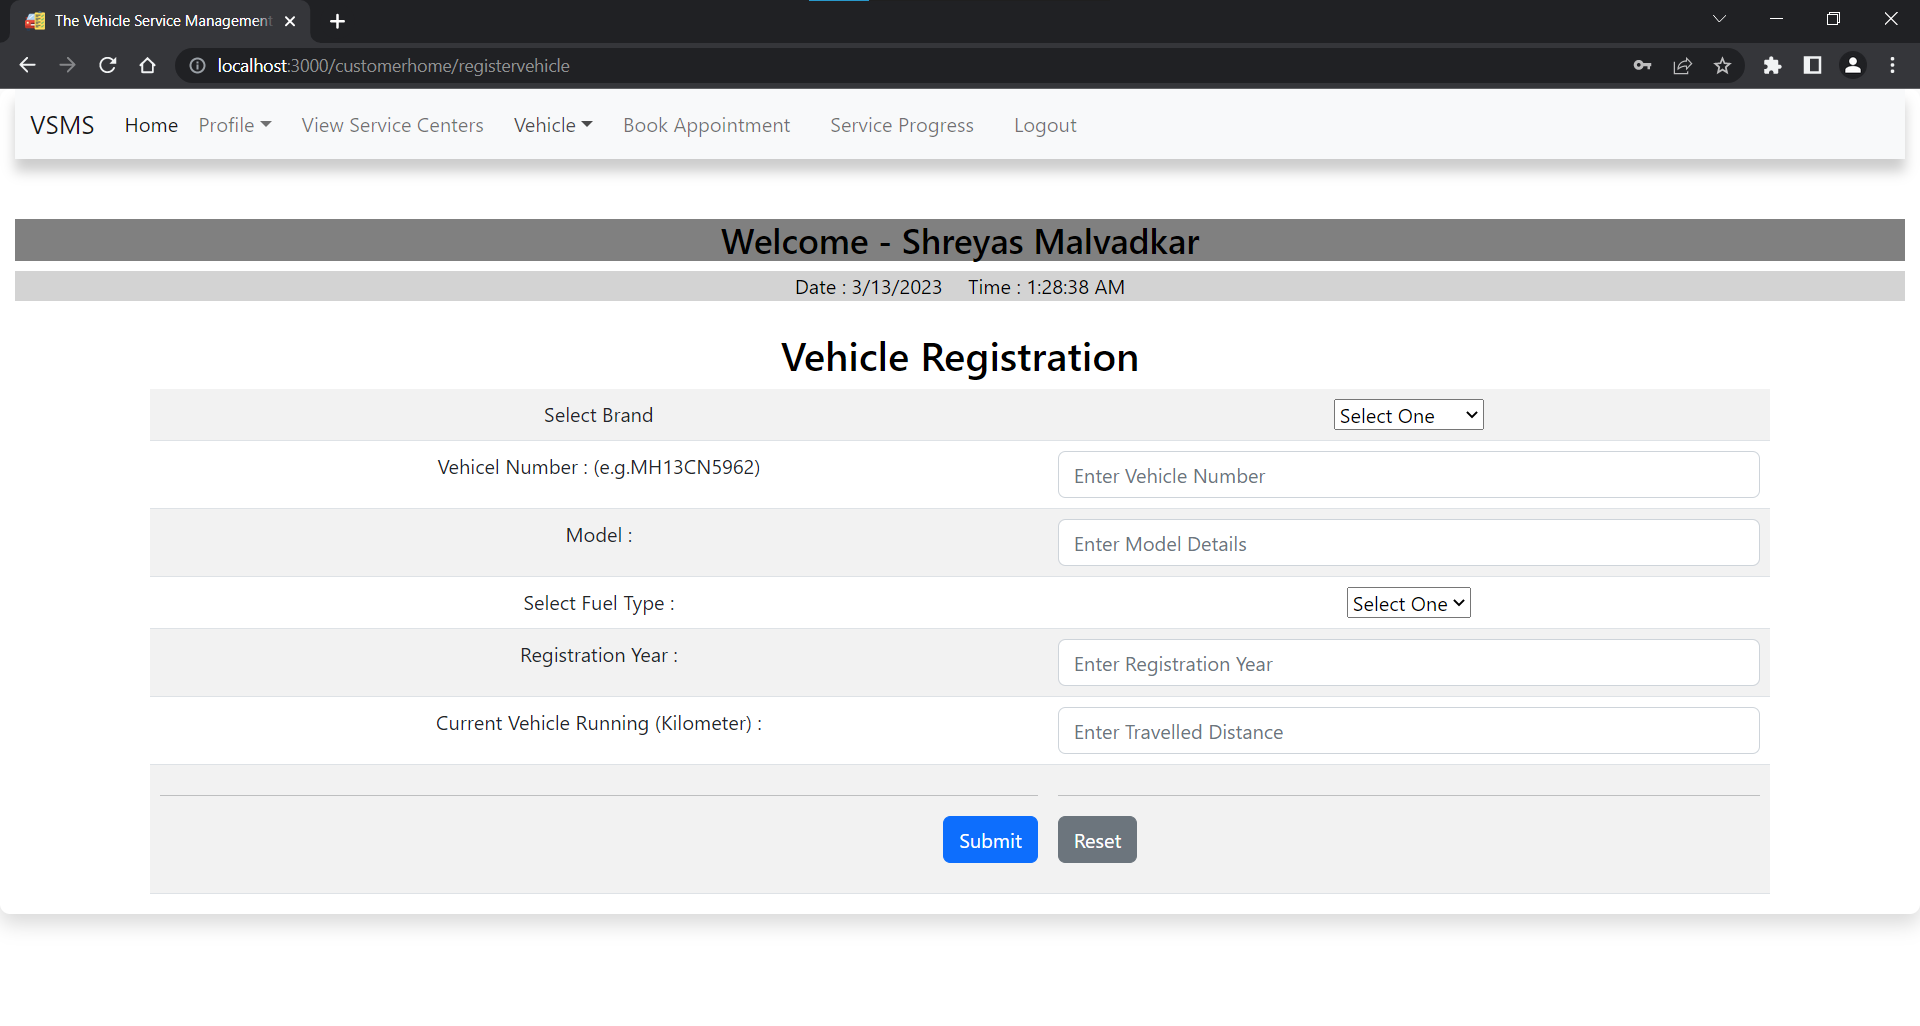 The Vehicle Service Management
localhost:3000/customerhome/registervehicle
VSMS Home Profile View Service Centers Vehicle Book Appointment Service Progress Logout
Welcome - Shreyas Malvadkar
Date : 3/13/2023 Time : 1:28:38 AM
Vehicle Registration
Select Brand Select One
Vehicel Number : (e.g.MH13CN5962) Enter Vehicle Number
Model : Enter Model Details
Select Fuel Type : Select One
Registration Year : Enter Registration Year
Current Vehicle Running (Kilometer) : Enter Travelled Distance
Submit Reset